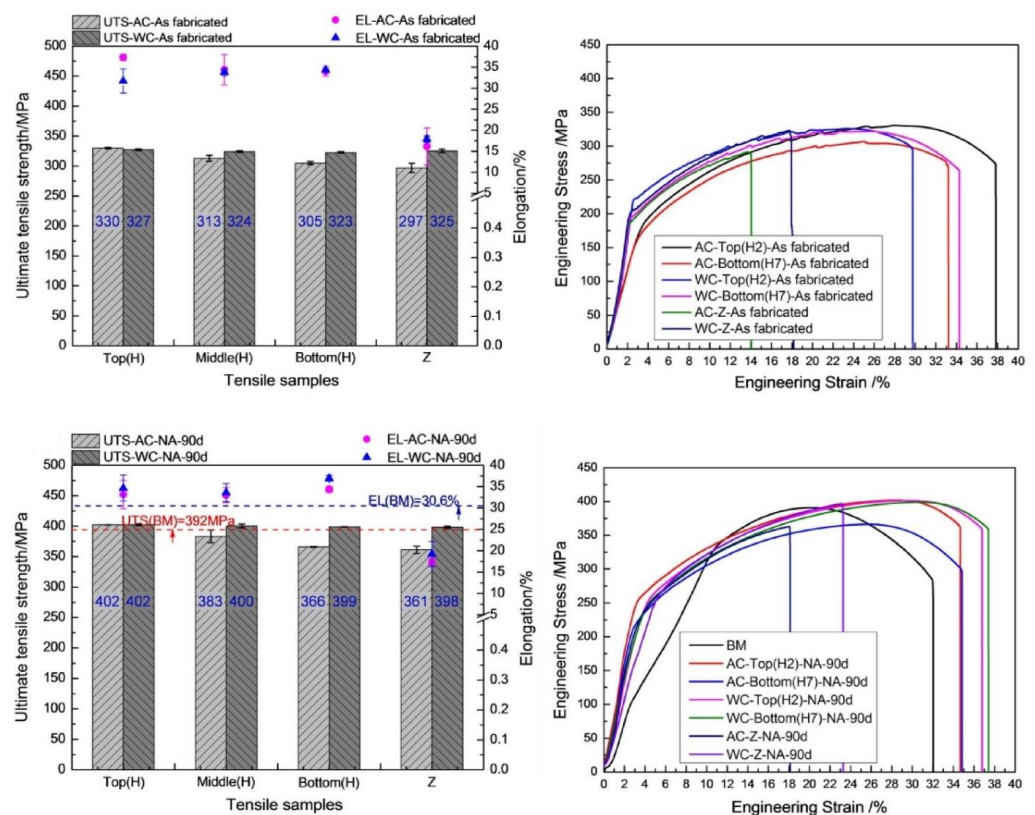 UTS-AC-As fabricated
UTS-WC-As fabricated
EL-AC-As fabricated
EL-WC-As fabricated
500
450
400
350
300
250
200
150
100
50
0
Ultimate tensile strength/MPa
330 327 313 324 305 323 297 325
40
35
30
25
20
15
10
5
0.4
0.3
0.2
0.1
0.0
Elongation/%
Top(H) Middle(H) Bottom(H) Z
Tensile samples
450
400
350
300
250
200
150
100
50
0
Engineering Stress /MPa
AC-Top(H2)-As fabricated
AC-Bottom(H7)-As fabricated
WC-Top(H2)-As fabricated
WC-Bottom(H7)-As fabricated
AC-Z-As fabricated
WC-Z-As fabricated
0 2 4 6 8 10 12 14 16 18 20 22 24 26 28 30 32 34 36 38 40
Engineering Strain /%
UTS-AC-NA-90d
UTS-WC-NA-90d
EL-AC-NA-90d
EL-WC-NA-90d
500
450
400
350
300
250
200
150
100
50
0
Ultimate tensile strength/MPa
EL(BM)=30.6%
UTS(BM)=392MPa
402 402 383 400 366 399 361 398
40
35
30
25
20
15
10
5
0.4
0.3
0.2
0.1
0.0
Elongation/%
Top(H) Middle(H) Bottom(H) Z
Tensile samples
450
400
350
300
250
200
150
100
50
0
Engineering Stress /MPa
BM
AC-Top(H2)-NA-90d
AC-Bottom(H7)-NA-90d
WC-Top(H2)-NA-90d
WC-Bottom(H7)-NA-90d
AC-Z-NA-90d
WC-Z-NA-90d
0 2 4 6 8 10 12 14 16 18 20 22 24 26 28 30 32 34 36 38 40
Engineering Strain /%